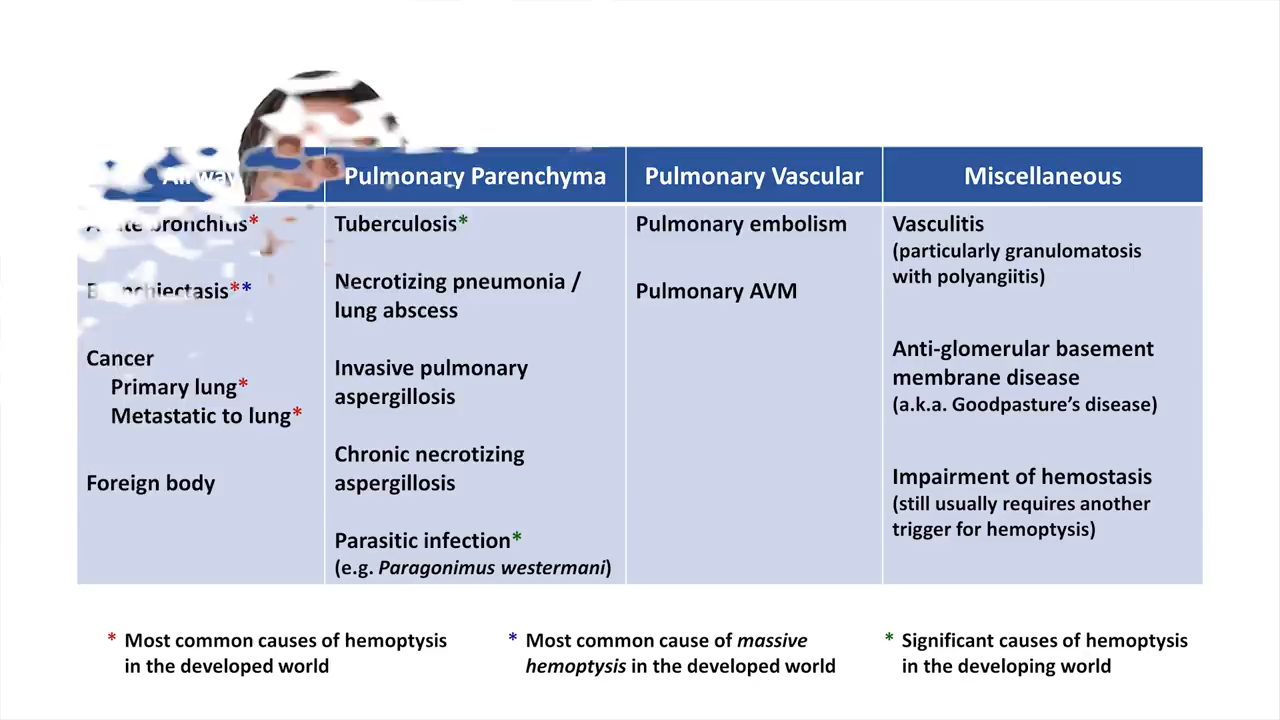 Airway
Pulmonary Parenchyma
Pulmonary Vascular
Miscellaneous
Acute bronchitis*
Bronchiectasis**
Cancer
Primary lung*
Metastatic to lung*
Foreign body
Tuberculosis*
Necrotizing pneumonia /
lung abscess
Invasive pulmonary
aspergillosis
Chronic necrotizing
aspergillosis
Parasitic infection*
(e.g. Paragonimus westermani)
Pulmonary embolism
Pulmonary AVM
Vasculitis
(particularly granulomatosis
with polyangiitis)
Anti-glomerular basement
membrane disease
(a.k.a. Goodpasture’s disease)
Impairment of hemostasis
(still usually requires another
trigger for hemoptysis)
* Most common causes of hemoptysis
in the developed world
* Most common cause of massive
hemoptysis in the developed world
* Significant causes of hemoptysis
in the developing world